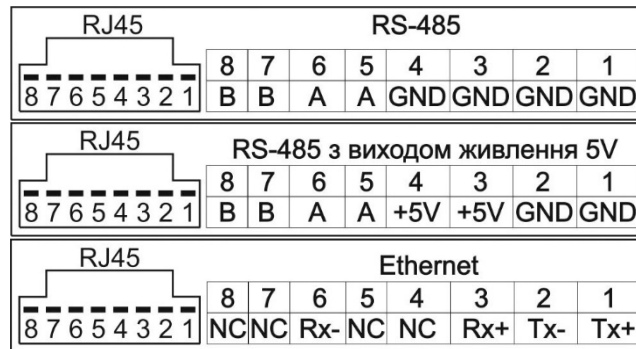 RJ45 RS-485
8 7 6 5 4 3 2 1
B B A A GND GND GND GND
8 7 6 5 4 3 2 1
RJ45
RS-485 з виходом живлення 5V
8 7 6 5 4 3 2 1
B B A A +5V +5V GND GND
8 7 6 5 4 3 2 1
RJ45
Ethernet
8 7 6 5 4 3 2 1
NC NC Rx- NC NC Rx+ Tx- Tx+
8 7 6 5 4 3 2 1